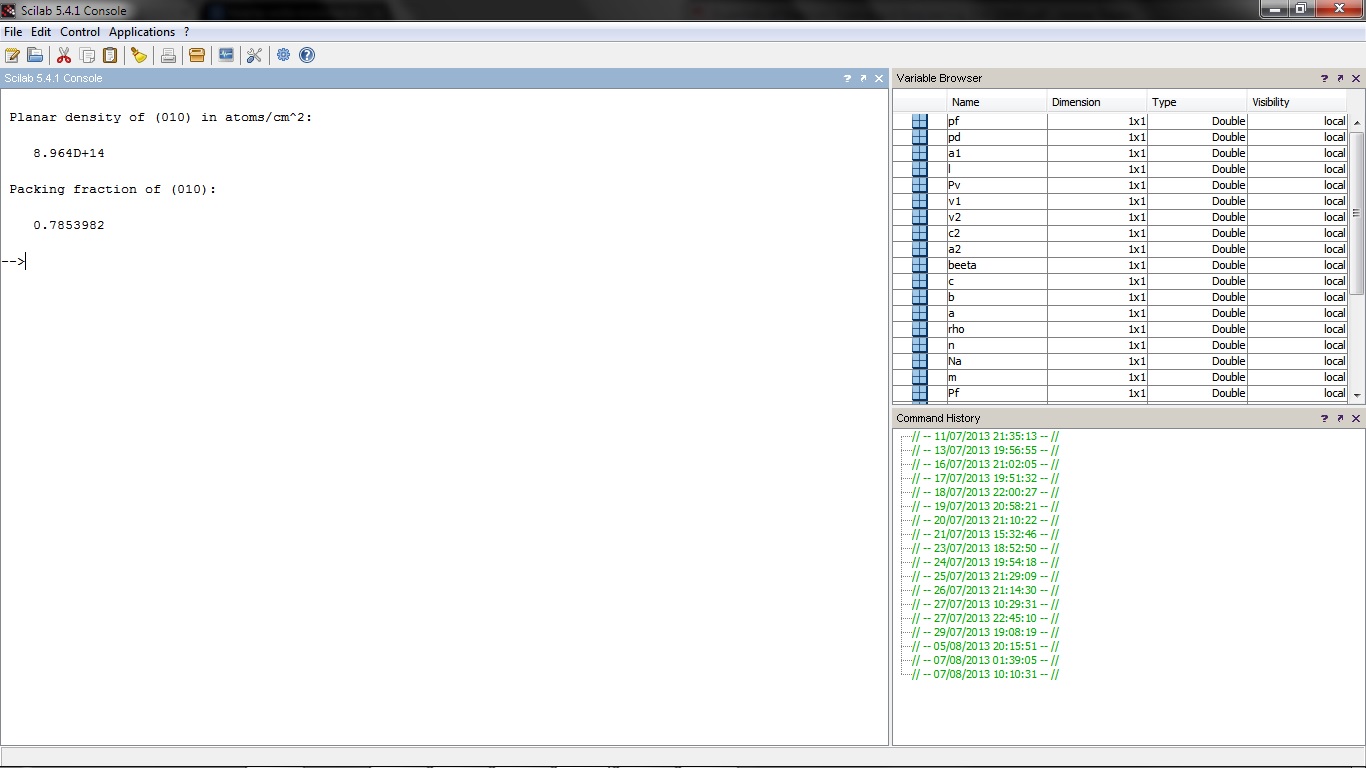 Scilab 5.4.1 Console
File Edit Control Applications ?
Scilab 5.4.1 Console
Planar density of (010) in atoms/cm^2:
8.964D+14
Packing fraction of (010):
0.7853982
-->
Variable Browser
Name Dimension Type Visibility
pf 1x1 Double local
pd 1x1 Double local
a1 1x1 Double local
l 1x1 Double local
Pv 1x1 Double local
v1 1x1 Double local
v2 1x1 Double local
c2 1x1 Double local
a2 1x1 Double local
beeta 1x1 Double local
c 1x1 Double local
b 1x1 Double local
a 1x1 Double local
rho 1x1 Double local
n 1x1 Double local
Na 1x1 Double local
m 1x1 Double local
Pf 1x1 Double local
Command History
// -- 11/07/2013 21:35:13 -- //
// -- 13/07/2013 19:56:55 -- //
// -- 16/07/2013 21:02:05 -- //
// -- 17/07/2013 19:51:32 -- //
// -- 18/07/2013 22:00:27 -- //
// -- 19/07/2013 20:58:21 -- //
// -- 20/07/2013 21:10:22 -- //
// -- 21/07/2013 15:32:46 -- //
// -- 23/07/2013 18:52:50 -- //
// -- 24/07/2013 19:54:18 -- //
// -- 25/07/2013 21:29:09 -- //
// -- 26/07/2013 21:14:30 -- //
// -- 27/07/2013 10:29:31 -- //
// -- 27/07/2013 22:45:10 -- //
// -- 29/07/2013 19:08:19 -- //
// -- 05/08/2013 20:15:51 -- //
// -- 07/08/2013 01:39:05 -- //
// -- 07/08/2013 10:10:31 -- //